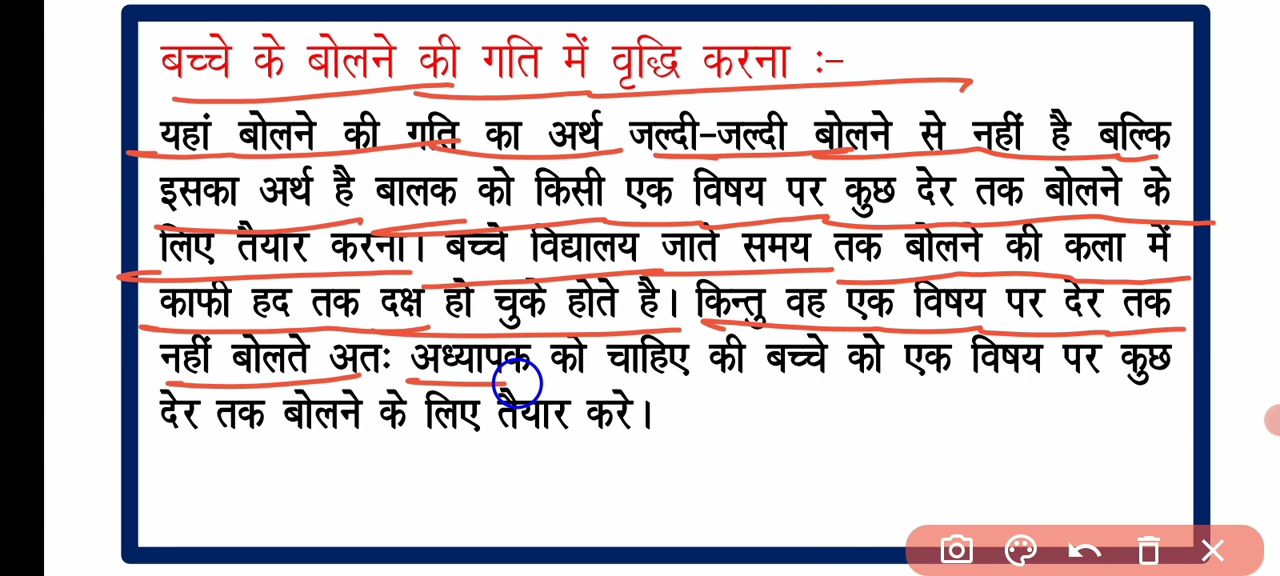 बच्चे के बोलने की गति में वृद्धि करना :-
यहां बोलने की गति का अर्थ जल्दी-जल्दी बोलने से नहीं है बल्कि
इसका अर्थ है बालक को किसी एक विषय पर कुछ देर तक बोलने के
लिए तैयार करना। बच्चे विद्यालय जाते समय तक बोलने की कला में
काफी हद तक दक्ष हो चुके होते है। किन्तु वह एक विषय पर देर तक
नहीं बोलते अतः अध्यापक को चाहिए की बच्चे को एक विषय पर कुछ
देर तक बोलने के लिए तैयार करे।